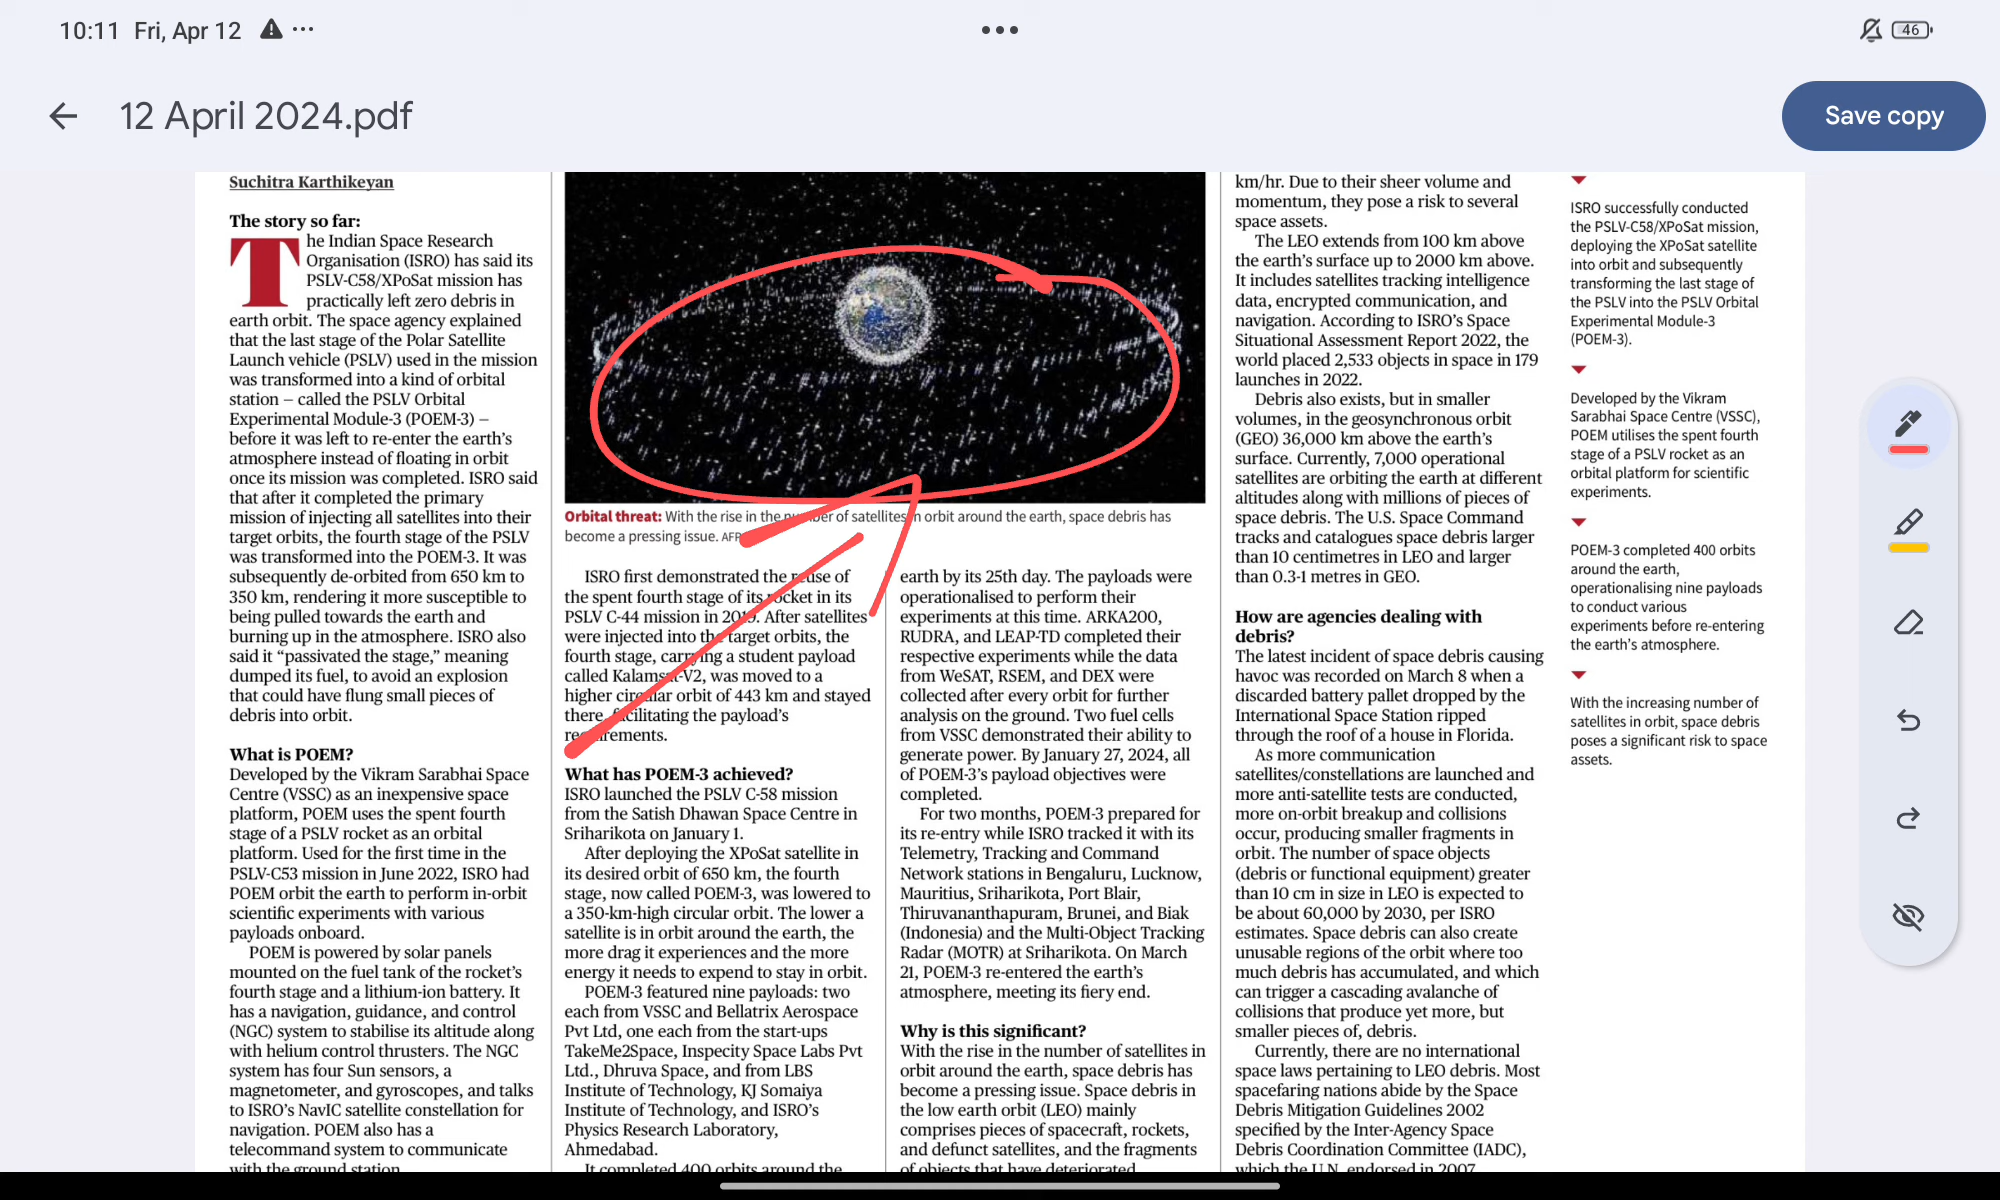 10:11 Fri, Apr 12
46
12 April 2024.pdf
Save copy
Suchitra Karthikeyan
The story so far:
The Indian Space Research
Organisation (ISRO) has said its
PSLV-C58/XPoSat mission has
practically left zero debris in
earth orbit. The space agency explained
that the last stage of the Polar Satellite
Launch vehicle (PSLV) used in the mission
was transformed into a kind of orbital
station — called the PSLV Orbital
Experimental Module-3 (POEM-3) —
before it was left to re-enter the earth's
atmosphere instead of floating in orbit
once its mission was completed. ISRO said
that after it completed the primary
mission of injecting all satellites into their
target orbits, the fourth stage of the PSLV
was transformed into the POEM-3. It was
subsequently de-orbited from 650 km to
350 km, rendering it more susceptible to
being pulled towards the earth and
burning up in the atmosphere. ISRO also
said it “passivated the stage,” meaning
dumped its fuel, to avoid an explosion
that could have flung small pieces of
debris into orbit.
What is POEM?
Developed by the Vikram Sarabhai Space
Centre (VSSC) as an inexpensive space
platform, POEM uses the spent fourth
stage of a PSLV rocket as an orbital
platform. Used for the first time in the
PSLV-C53 mission in June 2022, ISRO had
POEM orbit the earth to perform in-orbit
scientific experiments with various
payloads onboard.
POEM is powered by solar panels
mounted on the fuel tank of the rocket's
fourth stage and a lithium-ion battery. It
has a navigation, guidance, and control
(NGC) system to stabilise its altitude along
with helium control thrusters. The NGC
system has four Sun sensors, a
magnetometer, and gyroscopes, and talks
to ISRO's NavIC satellite constellation for
navigation. POEM also has a
telecommand system to communicate
with the ground station.
Orbital threat: With the rise in the number of satellites in orbit around the earth, space debris has
become a pressing issue. AFP
ISRO first demonstrated the reuse of
the spent fourth stage of its rocket in its
PSLV C-44 mission in 2019. After satellites
were injected into the target orbits, the
fourth stage, carrying a student payload
called Kalamsat-V2, was moved to a
higher circular orbit of 443 km and stayed
there, facilitating the payload's
requirements.
What has POEM-3 achieved?
ISRO launched the PSLV C-58 mission
from the Satish Dhawan Space Centre in
Sriharikota on January 1.
After deploying the XPoSat satellite in
its desired orbit of 650 km, the fourth
stage, now called POEM-3, was lowered to
a 350-km-high circular orbit. The lower a
satellite is in orbit around the earth, the
more drag it experiences and the more
energy it needs to expend to stay in orbit.
POEM-3 featured nine payloads: two
each from VSSC and Bellatrix Aerospace
Pvt Ltd, one each from the start-ups
TakeMe2Space, Inspecity Space Labs Pvt
Ltd., Dhruva Space, and from LBS
Institute of Technology, KJ Somaiya
Institute of Technology, and ISRO's
Physics Research Laboratory,
Ahmedabad.
It completed 400 orbits around the
earth by its 25th day. The payloads were
operationalised to perform their
experiments at this time. ARKA200,
RUDRA, and LEAP-TD completed their
respective experiments while the data
from WeSAT, RSEM, and DEX were
collected after every orbit for further
analysis on the ground. Two fuel cells
from VSSC demonstrated their ability to
generate power. By January 27, 2024, all
of POEM-3's payload objectives were
completed.
For two months, POEM-3 prepared for
its re-entry while ISRO tracked it with its
Telemetry, Tracking and Command
Network stations in Bengaluru, Lucknow,
Mauritius, Sriharikota, Port Blair,
Thiruvananthapuram, Brunei, and Biak
(Indonesia) and the Multi-Object Tracking
Radar (MOTR) at Sriharikota. On March
21, POEM-3 re-entered the earth's
atmosphere, meeting its fiery end.
Why is this significant?
With the rise in the number of satellites in
orbit around the earth, space debris has
become a pressing issue. Space debris in
the low earth orbit (LEO) mainly
comprises pieces of spacecraft, rockets,
and defunct satellites, and the fragments
of objects that have deteriorated
km/hr. Due to their sheer volume and
momentum, they pose a risk to several
space assets.
The LEO extends from 100 km above
the earth's surface up to 2000 km above.
It includes satellites tracking intelligence
data, encrypted communication, and
navigation. According to ISRO's Space
Situational Assessment Report 2022, the
world placed 2,533 objects in space in 179
launches in 2022.
Debris also exists, but in smaller
volumes, in the geosynchronous orbit
(GEO) 36,000 km above the earth's
surface. Currently, 7,000 operational
satellites are orbiting the earth at different
altitudes along with millions of pieces of
space debris. The U.S. Space Command
tracks and catalogues space debris larger
than 10 centimetres in LEO and larger
than 0.3-1 metres in GEO.
How are agencies dealing with
debris?
The latest incident of space debris causing
havoc was recorded on March 8 when a
discarded battery pallet dropped by the
International Space Station ripped
through the roof of a house in Florida.
As more communication
satellites/constellations are launched and
more anti-satellite tests are conducted,
more on-orbit breakup and collisions
occur, producing smaller fragments in
orbit. The number of space objects
(debris or functional equipment) greater
than 10 cm in size in LEO is expected to
be about 60,000 by 2030, per ISRO
estimates. Space debris can also create
unusable regions of the orbit where too
much debris has accumulated, and which
can trigger a cascading avalanche of
collisions that produce yet more, but
smaller pieces of, debris.
Currently, there are no international
space laws pertaining to LEO debris. Most
spacefaring nations abide by the Space
Debris Mitigation Guidelines 2002
specified by the Inter-Agency Space
Debris Coordination Committee (IADC),
which the U.N. endorsed in 2007.
ISRO successfully conducted
the PSLV-C58/XPoSat mission,
deploying the XPoSat satellite
into orbit and subsequently
transforming the last stage of
the PSLV into the PSLV Orbital
Experimental Module-3
(POEM-3).
Developed by the Vikram
Sarabhai Space Centre (VSSC),
POEM utilises the spent fourth
stage of a PSLV rocket as an
orbital platform for scientific
experiments.
POEM-3 completed 400 orbits
around the earth,
operationalising nine payloads
to conduct various
experiments before re-entering
the earth's atmosphere.
With the increasing number of
satellites in orbit, space debris
poses a significant risk to space
assets.